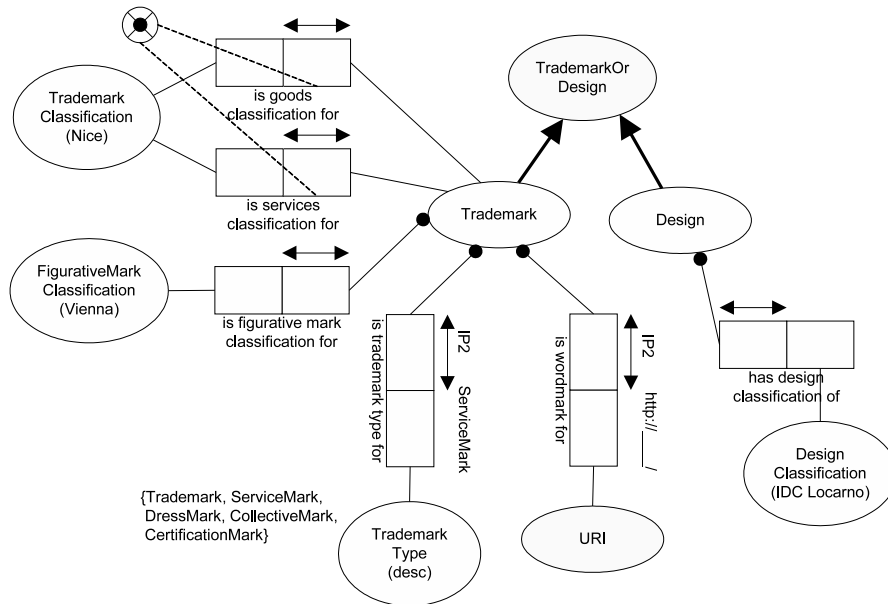 TrademarkOr
Design
Trademark
Classification
(Nice)
is goods
classification for
is services
classification for
Trademark
Design
FigurativeMark
Classification
(Vienna)
is figurative mark
classification for
is trademark type for
IP2
ServiceMark
is wordmark for
IP2
http://___/
has design
classification of
Design
Classification
(IDC Locarno)
{Trademark, ServiceMark,
DressMark, CollectiveMark,
CertificationMark}
Trademark
Type
(desc)
URI